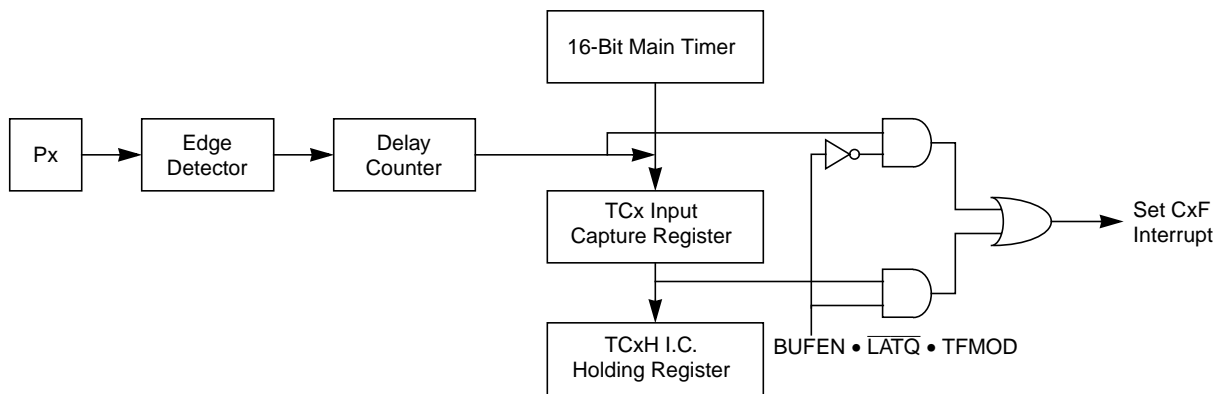 16-Bit Main Timer
Px
Edge
Detector
Delay
Counter
TCx Input
Capture Register
Set CxF
Interrupt
TCxH I.C.
Holding Register
BUFEN • L̅A̅T̅Q̅ • TFMOD